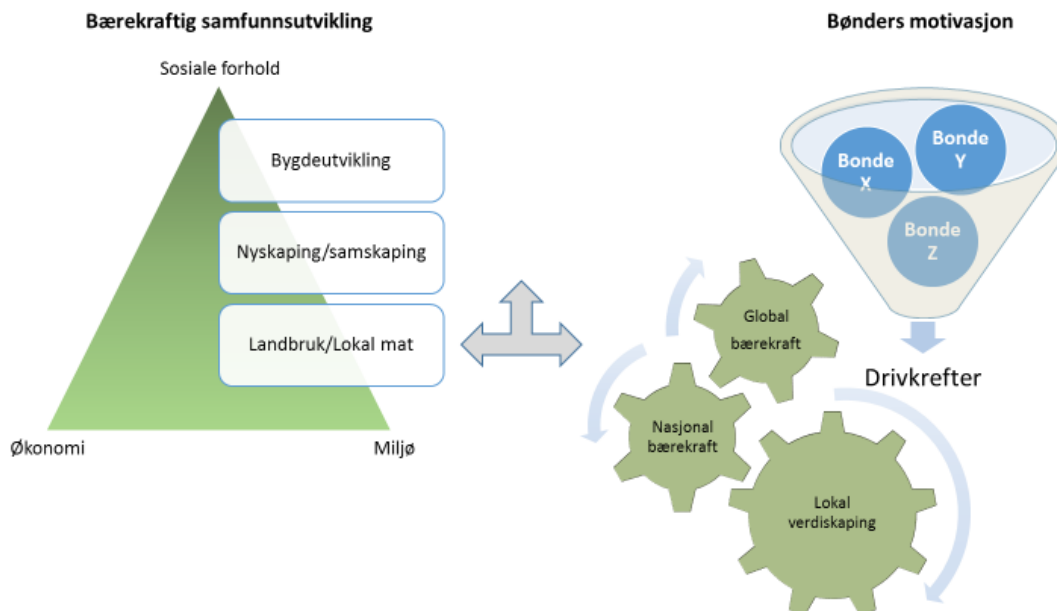 Bærekraftig samfunnsutvikling
Sosiale forhold
Bygdeutvikling
Nyskaping/samskaping
Landbruk/Lokal mat
Økonomi
Miljø
Bønders motivasjon
Bonde
X
Bonde
Y
Bonde
Z
Drivkrefter
Global
bærekraft
Nasjonal
bærekraft
Lokal
verdiskaping